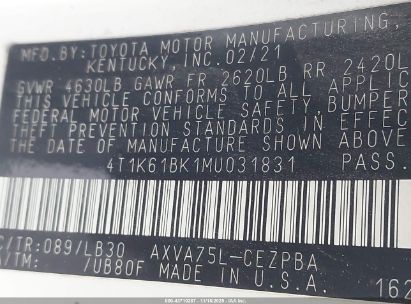 MFD.BY:TOYOTA MOTOR MANUFACTURING,
KENTUCKY,INC.02/21
GVWR 4630LB GAWR FR 2620LB RR 2420L
THIS VEHICLE CONFORMS TO ALL APPLIC
FEDERAL MOTOR VEHICLE SAFETY,BUMPER
THEFT PREVENTION STANDARDS IN EFFEC
THE DATE OF MANUFACTURE SHOWN ABOVE
4T1K61BK1MU031831 PASS
C/TR:089/LB30 AXVA75L-CEZPBA
A/TM: /UB80F MADE IN U.S.A.
162